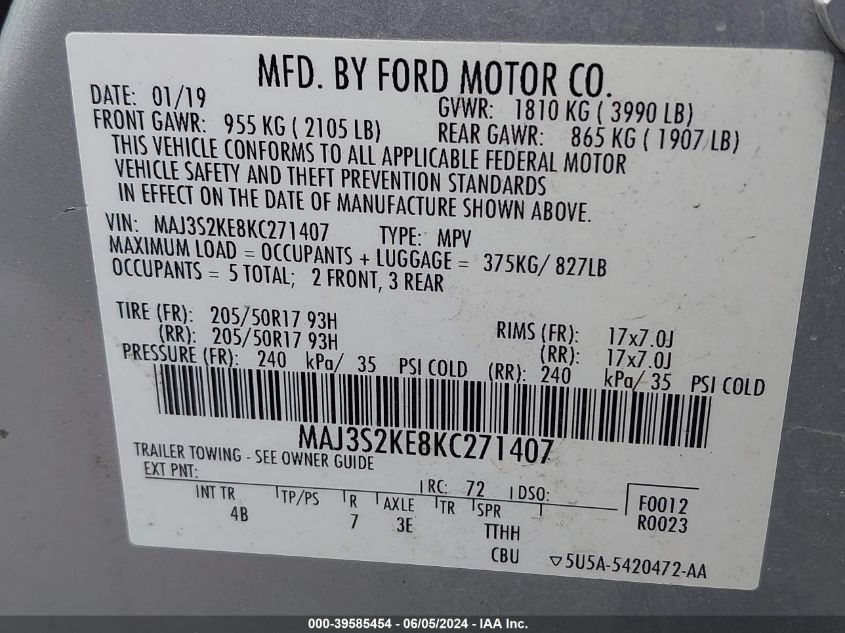 MFD. BY FORD MOTOR CO.
DATE: 01/19 GVWR: 1810 KG ( 3990 LB)
FRONT GAWR: 955 KG ( 2105 LB) REAR GAWR: 865 KG ( 1907 LB)
THIS VEHICLE CONFORMS TO ALL APPLICABLE FEDERAL MOTOR
VEHICLE SAFETY AND THEFT PREVENTION STANDARDS
IN EFFECT ON THE DATE OF MANUFACTURE SHOWN ABOVE.
VIN: MAJ3S2KE8KC271407 TYPE: MPV
MAXIMUM LOAD = OCCUPANTS + LUGGAGE = 375KG/ 827LB
OCCUPANTS = 5 TOTAL; 2 FRONT, 3 REAR
TIRE (FR): 205/50R17 93H RIMS (FR): 17x7.0J
(RR): 205/50R17 93H (RR): 17x7.0J
PRESSURE (FR): 240 kPa/ 35 PSI COLD (RR): 240 kPa/ 35 PSI COLD
MAJ3S2KE8KC271407
TRAILER TOWING - SEE OWNER GUIDE
EXT PNT: RC: 72 DSO: F0012
INT TR TP/PS R AXLE TR SPR R0023
4B 7 3E TTHH
CBU 5U5A-5420472-AA
000-39585454 - 06/05/2024 - IAA Inc.